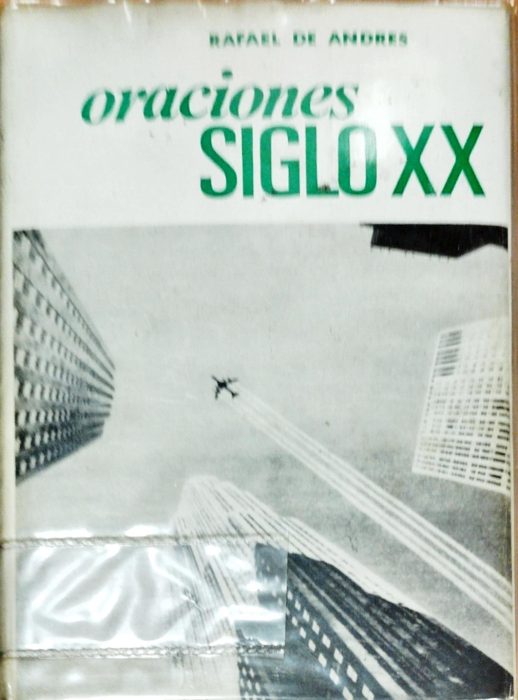 RAFAEL DE ANDRES
oraciones
SIGLO XX